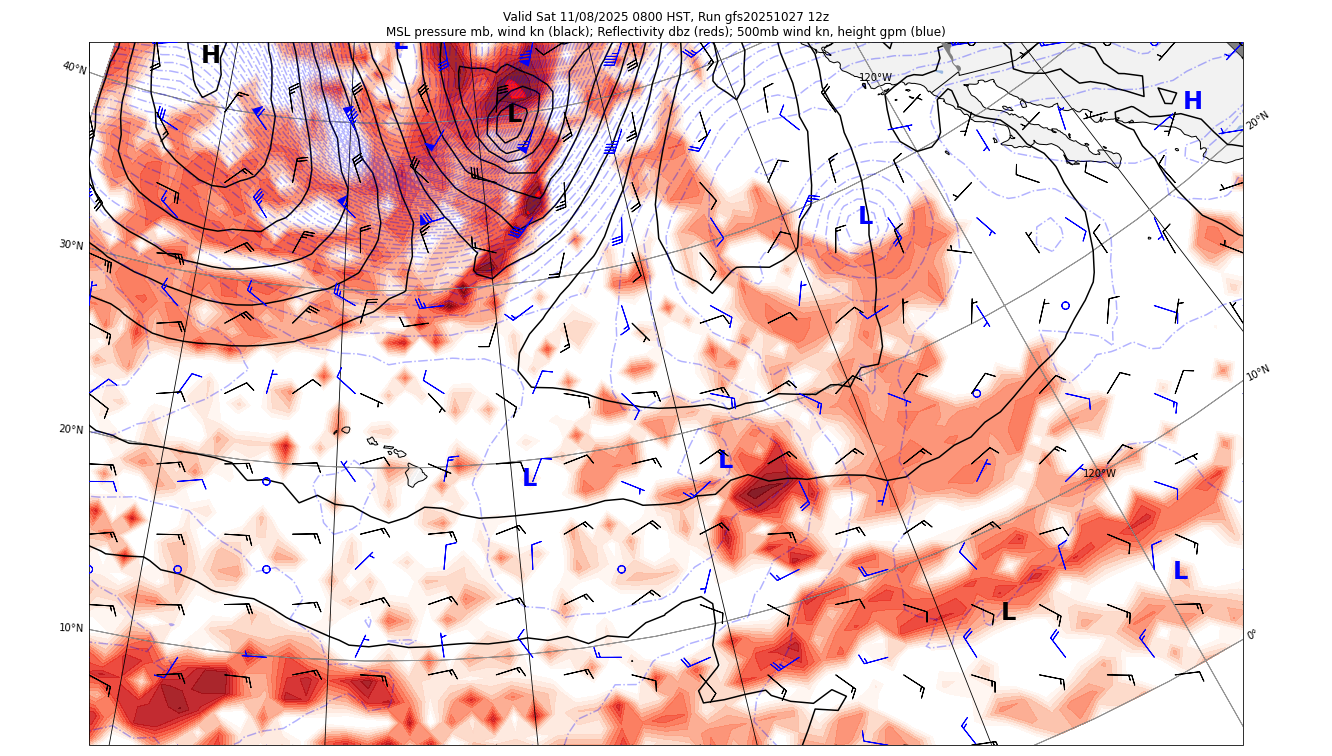 Valid Sat 11/08/2025 0800 HST, Run gfs20251027 12z
MSL pressure mb, wind kn (black); Reflectivity dbz (reds); 500mb wind kn, height gpm (blue)
L
H
40°N
120°W
H
L
20°N
L
30°N
10°N
20°N
L
L
120°W
L
L
10°N
0°